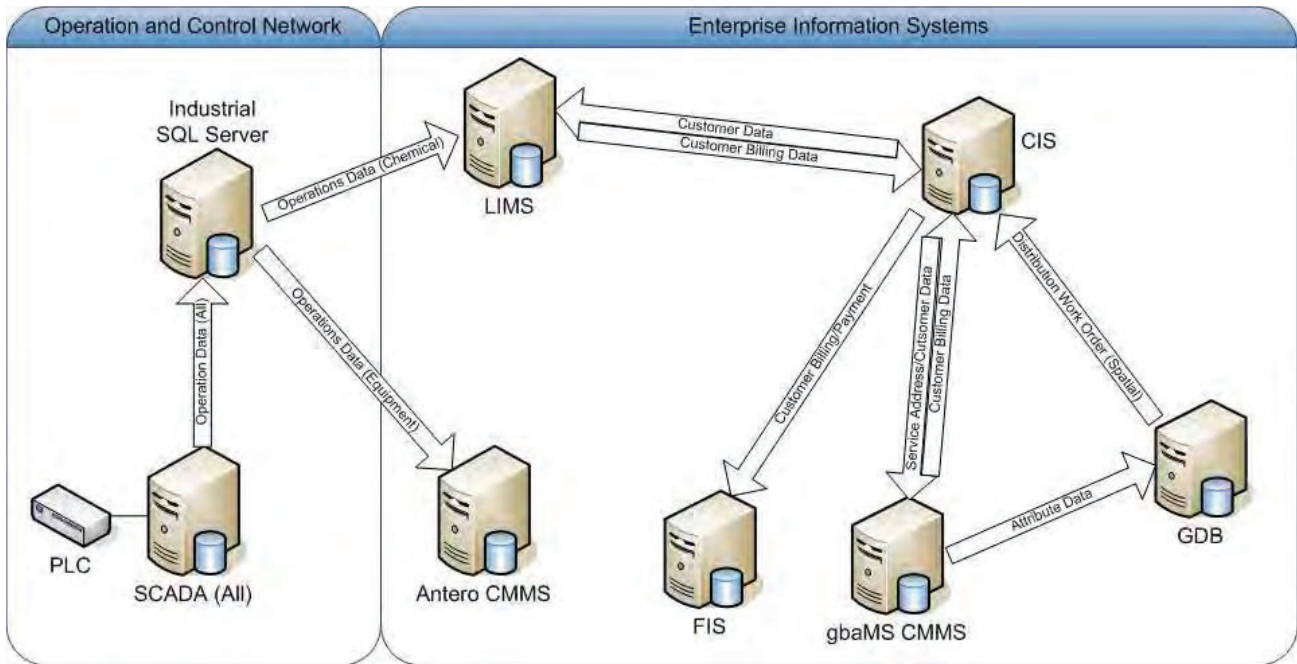 Operation and Control Network
Enterprise Information Systems
Industrial
SQL Server
Operations Data (Chemical)
LIMS
Customer Data
Customer Billing Data
CIS
Operation Data (All)
Operations Data (Equipment)
Customer Billing/Payment
Service Address/Cutsomer Data
Customer Billing Data
Distribution Work Order (Spatial)
PLC
SCADA (All)
Antero CMMS
FIS
gbaMS CMMS
Attribute Data
GDB